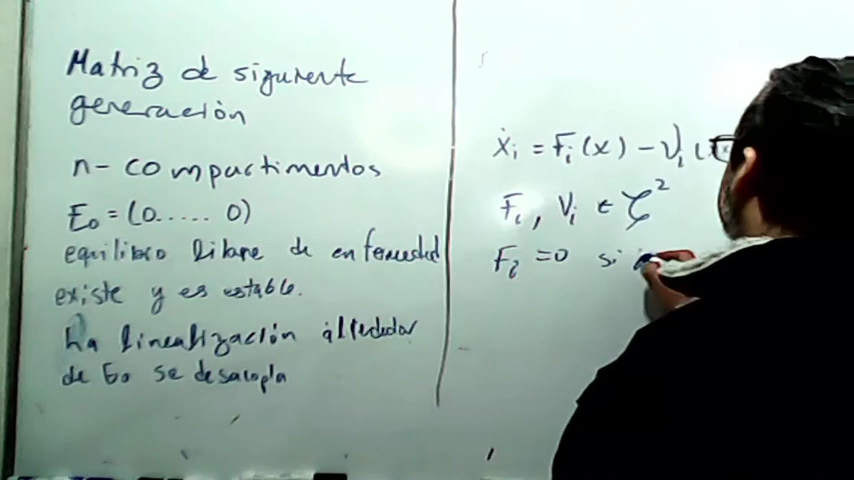 Matriz de siguiente
generación
n- compartimentos
E₀ = (0.....0)
equilibrio libre de enfermedad
existe y es estable.
La linealización alrededor
de E₀ se desacopla
ẋᵢ = Fᵢ(x) - Vᵢ(x
Fᵢ, Vᵢ ∈ ζ²
Fᵢ = 0 si i